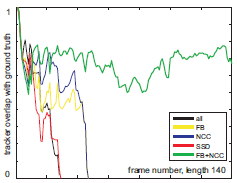 1
tracker overlap with ground truth
0
all
FB
NCC
SSD
FB+NCC
frame number, length 140